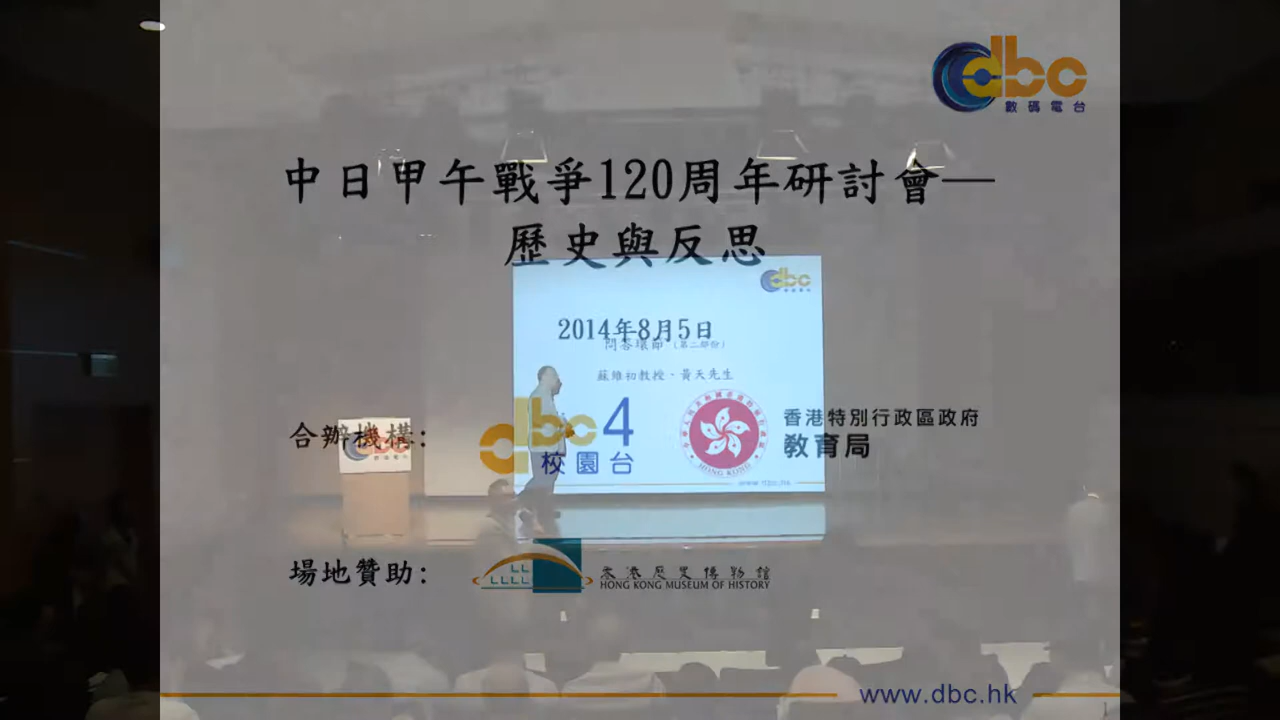 dbc
數碼電台
中日甲午戰爭120周年研討會—
歷史與反思
dbc
2014年8月5日
問答環節 (第二部份)
蘇維初教授、黃天先生
合辦機構：
dbc 4
校園台
HONG KONG
香港特別行政區政府
教育局
www.dbc.hk
場地贊助：
香港歷史博物館
HONG KONG MUSEUM OF HISTORY
www.dbc.hk
1